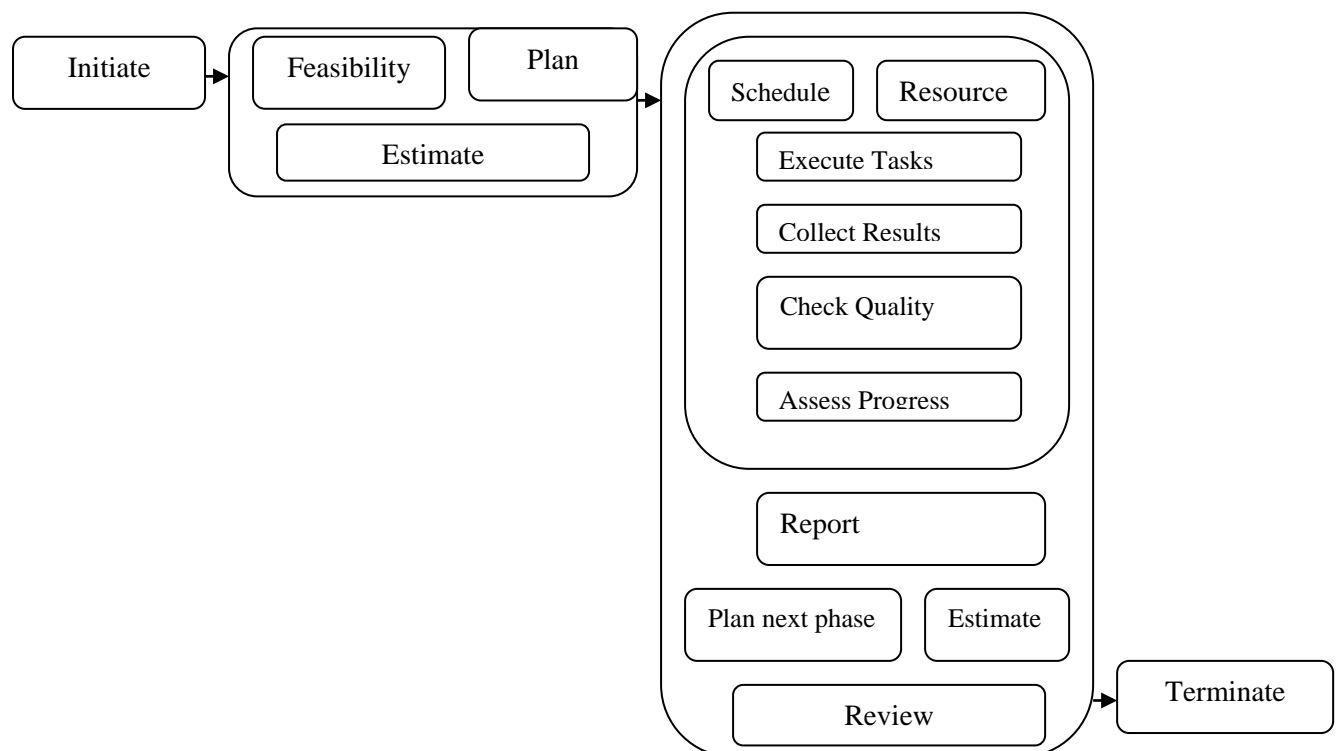 Initiate
Feasibility
Plan
Estimate
Schedule
Resource
Execute Tasks
Collect Results
Check Quality
Assess Progress
Report
Plan next phase
Estimate
Review
Terminate